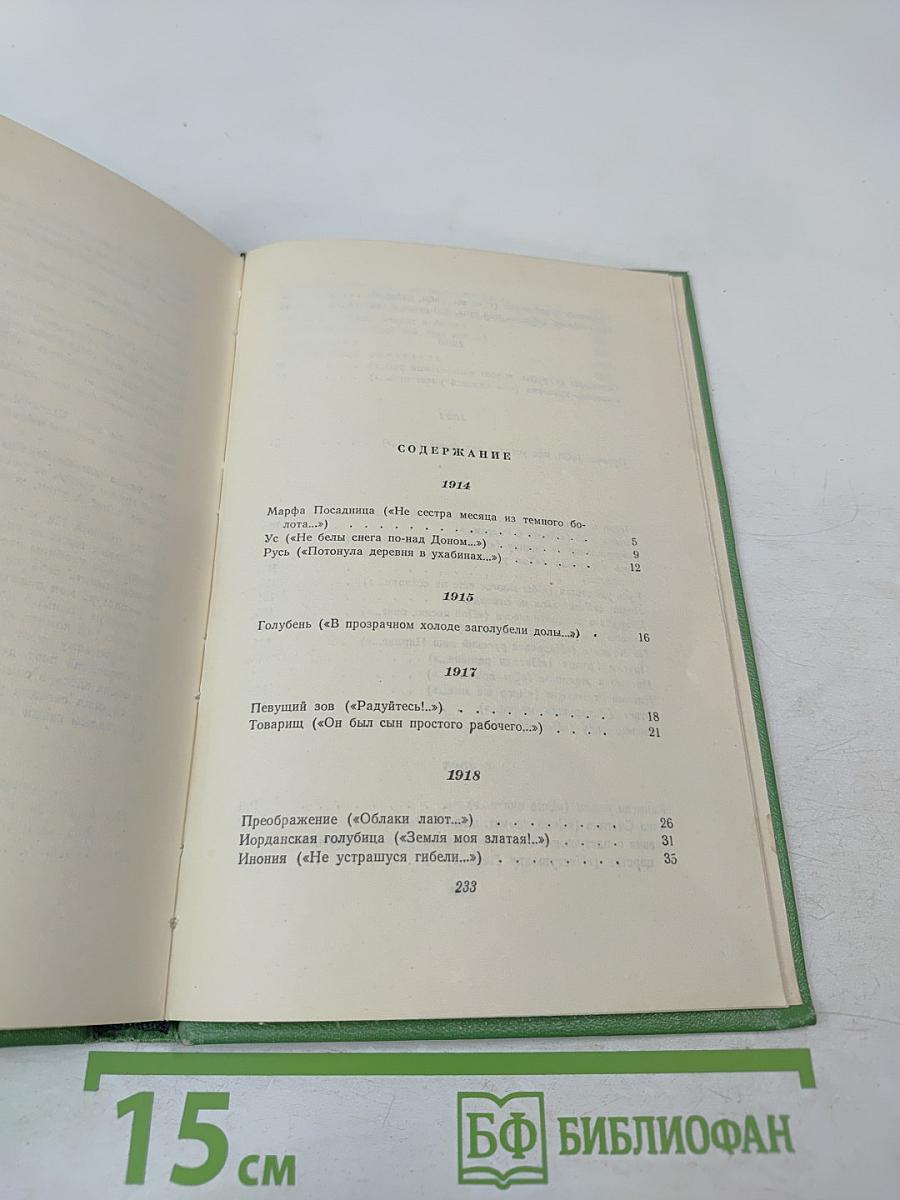 СОДЕРЖАНИЕ
1914
Марфа Посадница («Не сестра месяца из темного бо-
лота...») . . . . . . . . . . . . . . . 5
Ус («Не белы снега по-над Доном...») . . . . . . 9
Русь («Потонула деревня в ухабинах...») . . . . . . 12
1915
Голубень («В прозрачном холоде заголубели долы...») . 16
1917
Певущий зов («Радуйтесь!..») . . . . . . . . . . 18
Товарищ («Он был сын простого рабочего...») . . . . 21
1918
Преображение («Облаки лают...») . . . . . . . . 26
Иорданская голубица («Земля моя златая!..») . . . . 31
Инония («Не устрашуся гибели...») . . . . . . . . 35
233
15 см
БФ БИБЛИОФАН